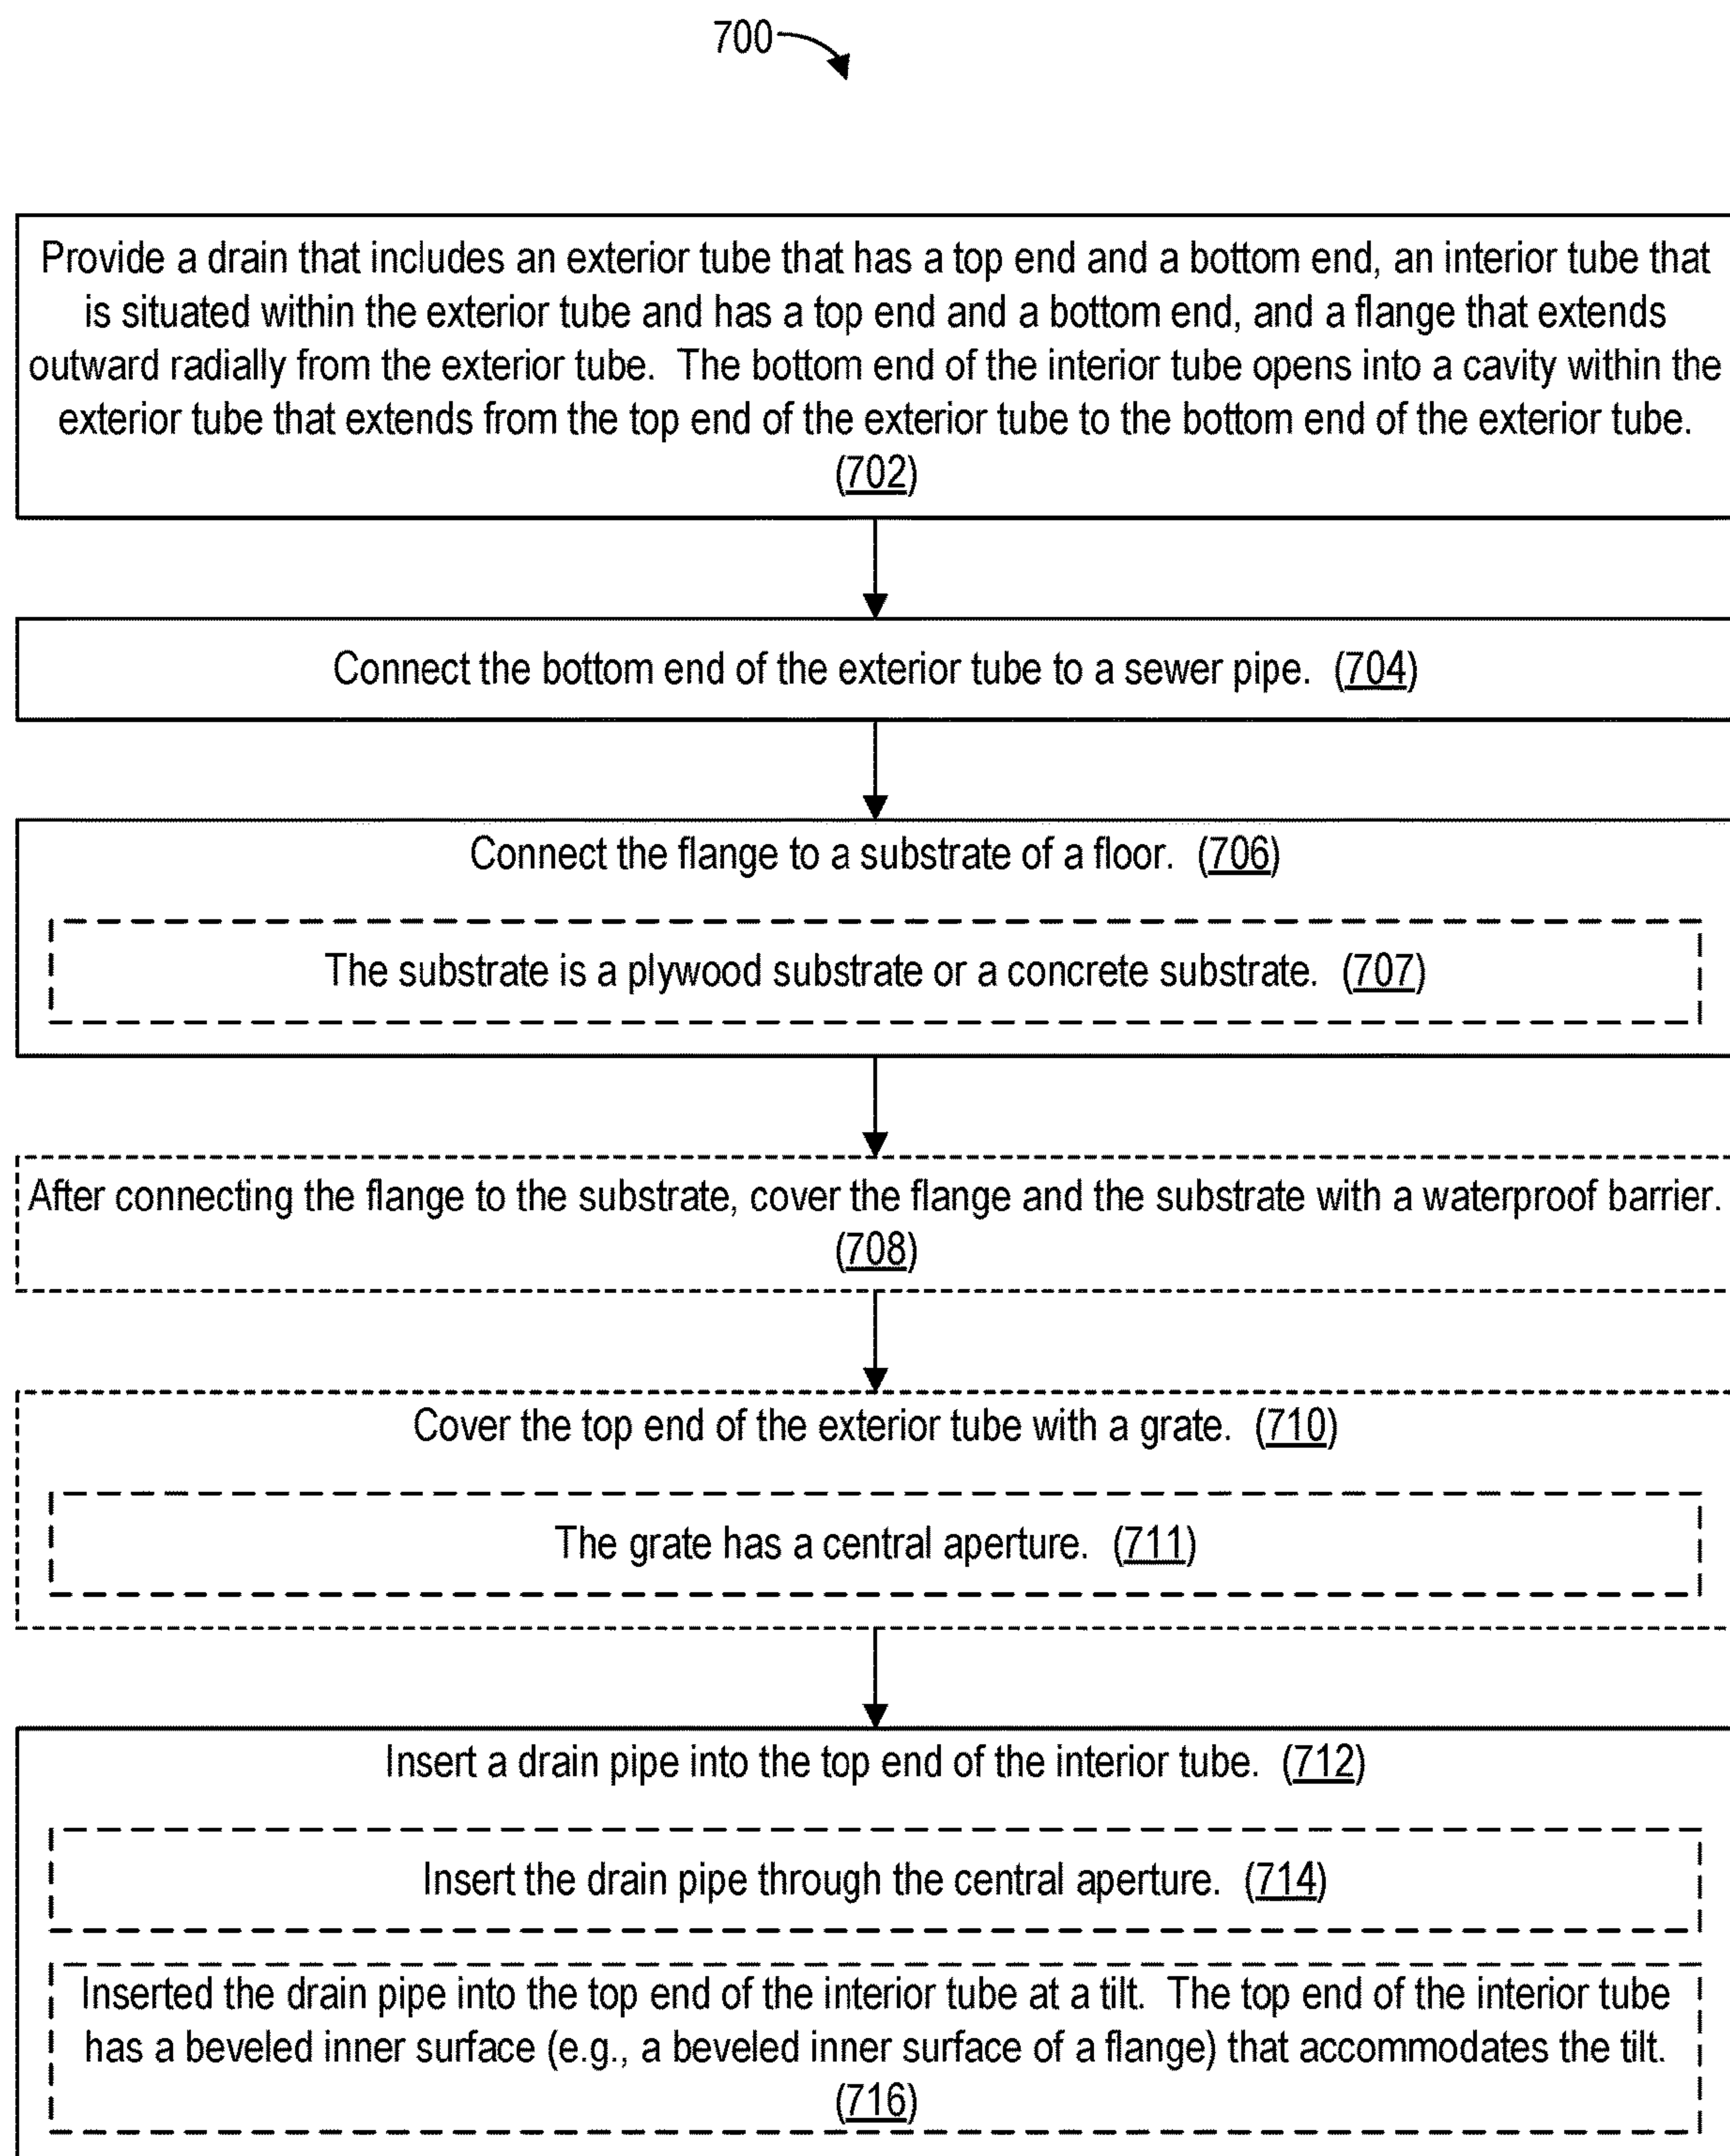 700
Provide a drain that includes an exterior tube that has a top end and a bottom end, an interior tube that
is situated within the exterior tube and has a top end and a bottom end, and a flange that extends
outward radially from the exterior tube. The bottom end of the interior tube opens into a cavity within the
exterior tube that extends from the top end of the exterior tube to the bottom end of the exterior tube.
(702)
Connect the bottom end of the exterior tube to a sewer pipe. (704)
Connect the flange to a substrate of a floor. (706)
The substrate is a plywood substrate or a concrete substrate. (707)
After connecting the flange to the substrate, cover the flange and the substrate with a waterproof barrier.
(708)
Cover the top end of the exterior tube with a grate. (710)
The grate has a central aperture. (711)
Insert a drain pipe into the top end of the interior tube. (712)
Insert the drain pipe through the central aperture. (714)
Inserted the drain pipe into the top end of the interior tube at a tilt. The top end of the interior tube
has a beveled inner surface (e.g., a beveled inner surface of a flange) that accommodates the tilt.
(716)